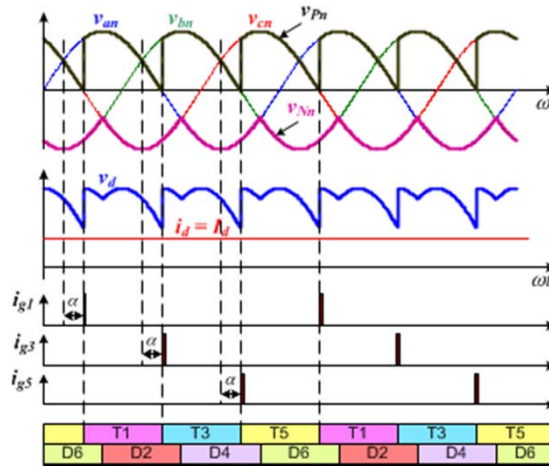 v_an v_bn v_cn v_Pn
v_Nn
ω
v_d
i_d = I_d
ωt
i_g1 α
i_g3 α
i_g5 α
T1 T3 T5 T1 T3 T5
D6 D2 D4 D6 D2 D4